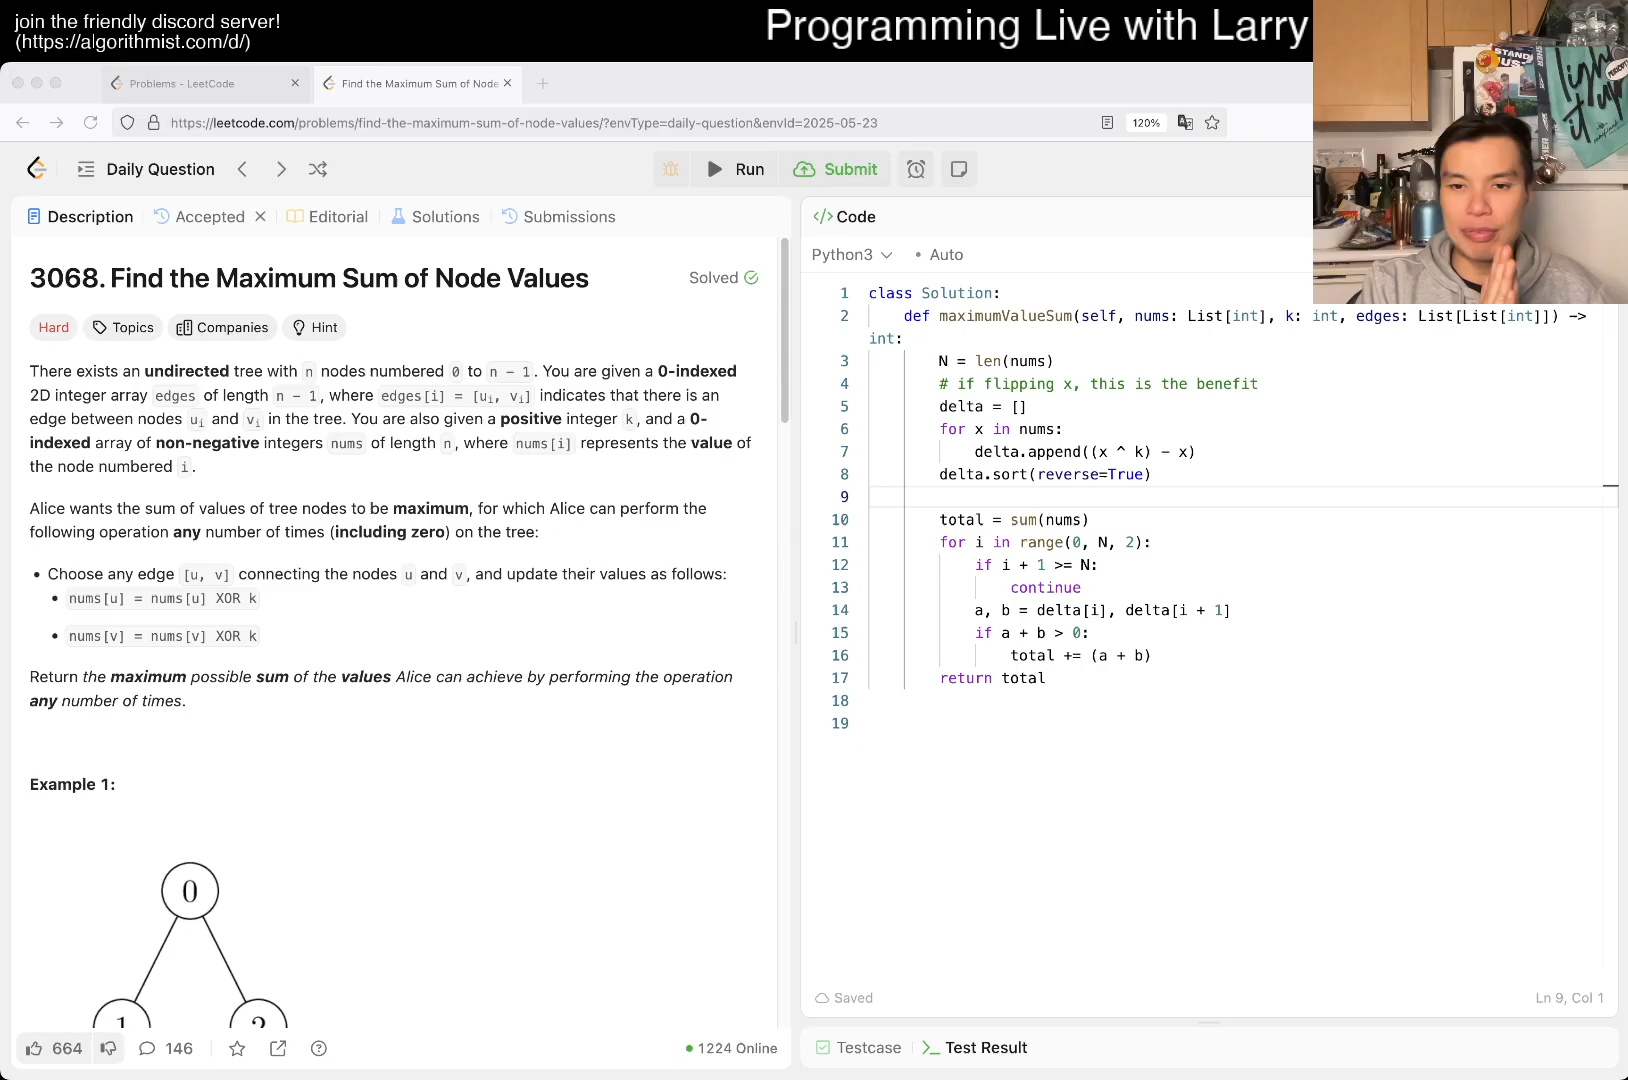 join the friendly discord server!
(https://algorithmist.com/d/)
Programming Live with Larry
Problems - LeetCode
Find the Maximum Sum of Node
https://leetcode.com/problems/find-the-maximum-sum-of-node-values/?envType=daily-question&envId=2025-05-23
120%
Daily Question
Run
Submit
Description
Accepted
Editorial
Solutions
Submissions
3068. Find the Maximum Sum of Node Values
Solved
Hard
Topics
Companies
Hint
There exists an undirected tree with n nodes numbered 0 to n - 1. You are given a 0-indexed
2D integer array edges of length n - 1, where edges[i] = [ui, vi] indicates that there is an
edge between nodes ui and vi in the tree. You are also given a positive integer k, and a 0-
indexed array of non-negative integers nums of length n, where nums[i] represents the value of
the node numbered i.
Alice wants the sum of values of tree nodes to be maximum, for which Alice can perform the
following operation any number of times (including zero) on the tree:
• Choose any edge [u, v] connecting the nodes u and v, and update their values as follows:
• nums[u] = nums[u] XOR k
• nums[v] = nums[v] XOR k
Return the maximum possible sum of the values Alice can achieve by performing the operation
any number of times.
Example 1:
0
1
2
664
146
1224 Online
</> Code
Python3
• Auto
1 class Solution:
2 def maximumValueSum(self, nums: List[int], k: int, edges: List[List[int]]) ->
int:
3 N = len(nums)
4 # if flipping x, this is the benefit
5 delta = []
6 for x in nums:
7 delta.append((x ^ k) - x)
8 delta.sort(reverse=True)
9
10 total = sum(nums)
11 for i in range(0, N, 2):
12 if i + 1 >= N:
13 continue
14 a, b = delta[i], delta[i + 1]
15 if a + b > 0:
16 total += (a + b)
17 return total
18
19
Saved
Ln 9, Col 1
Testcase
Test Result
STAND
light
it up